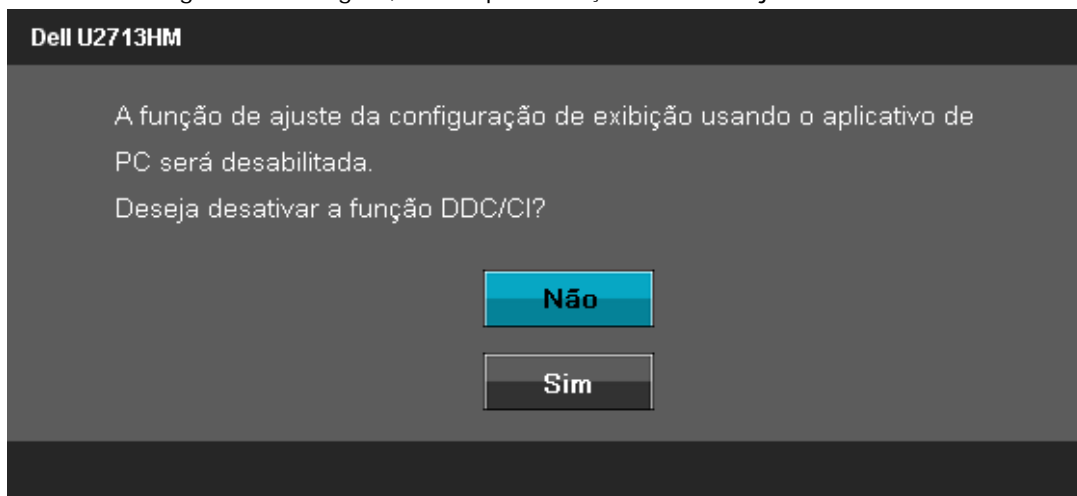 Dell U2713HM
A função de ajuste da configuração de exibição usando o aplicativo de
PC será desabilitada.
Deseja desativar a função DDC/CI?
Não
Sim